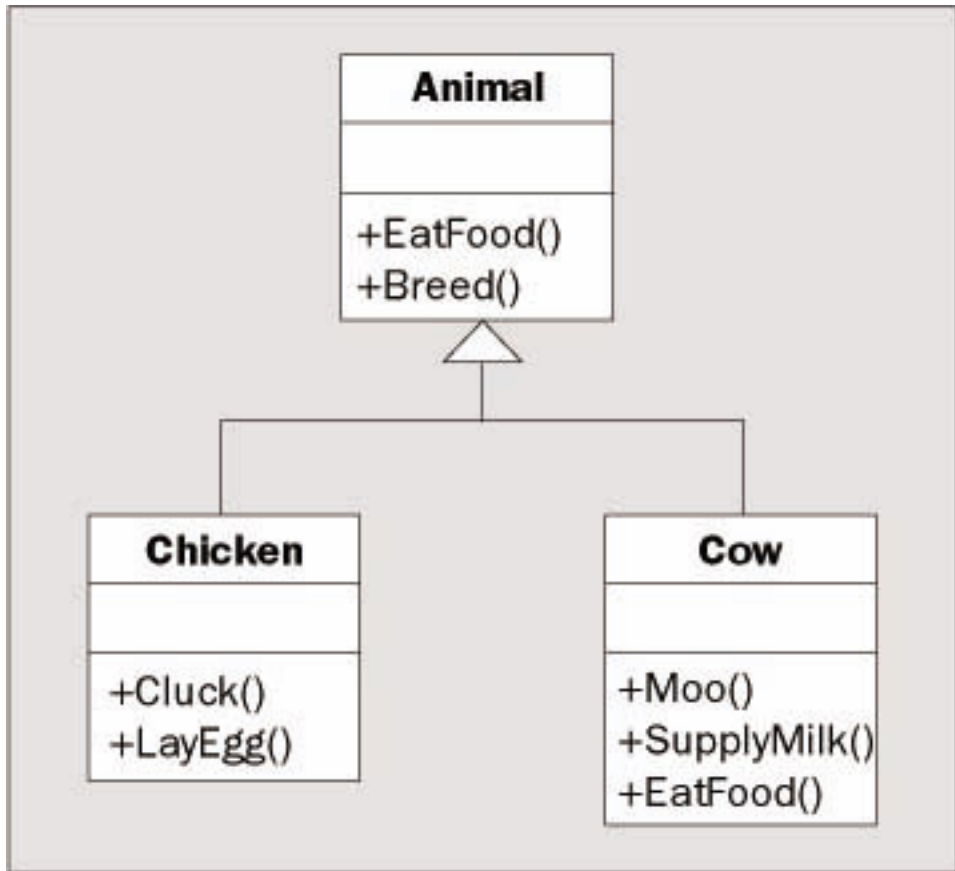 Animal
+EatFood()
+Breed()
Chicken
+Cluck()
+LayEgg()
Cow
+Moo()
+SupplyMilk()
+EatFood()